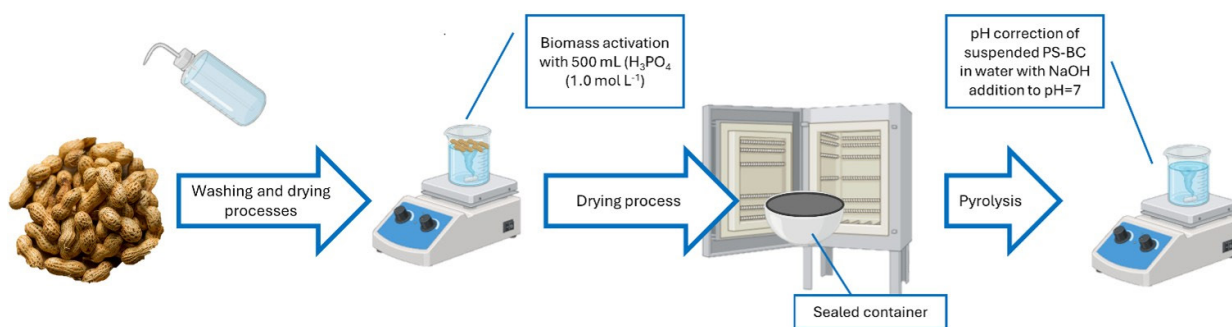 Biomass activation
with 500 mL (H₃PO₄
(1.0 mol L⁻¹)
pH correction of
suspended PS-BC
in water with NaOH
addition to pH=7
Washing and drying
processes
Drying process
Pyrolysis
Sealed container